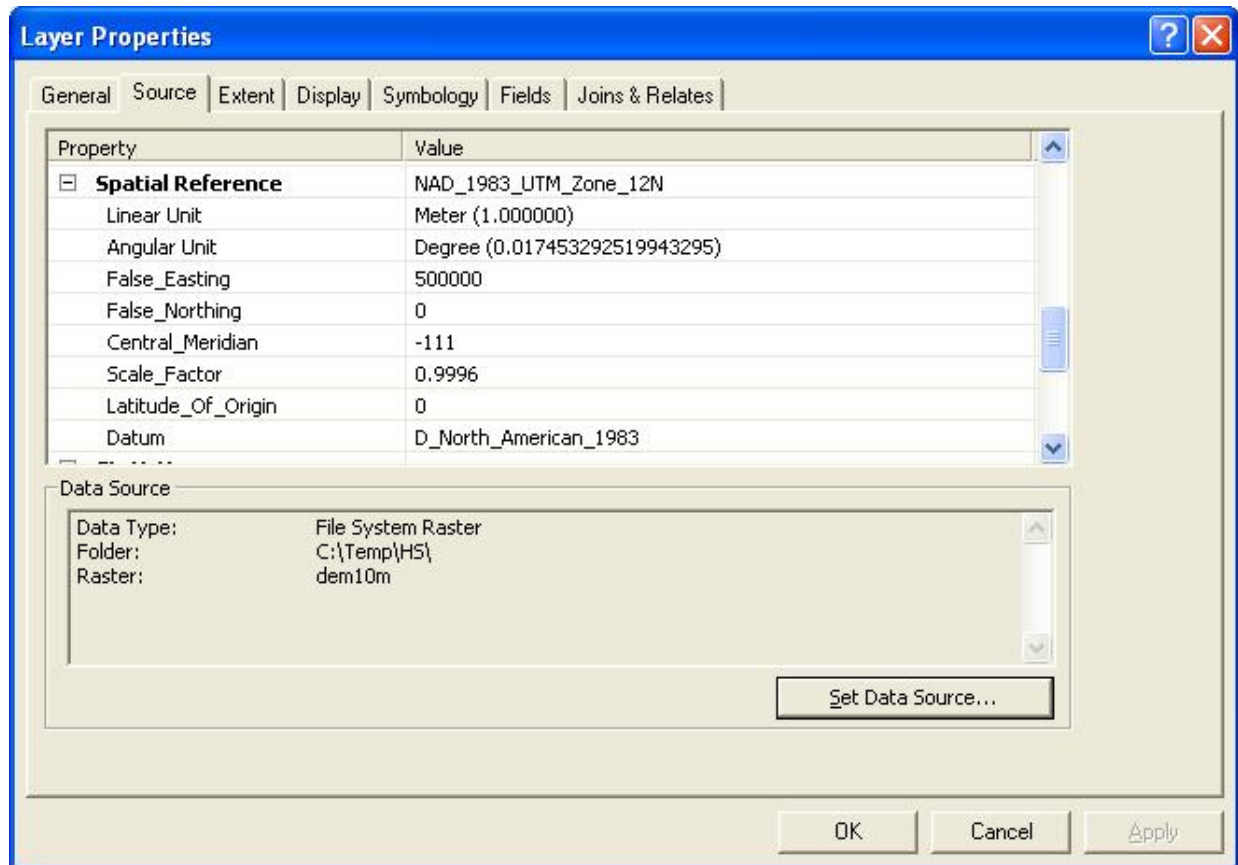 Layer Properties
General Source Extent Display Symbology Fields Joins & Relates
Property Value
Spatial Reference NAD_1983_UTM_Zone_12N
Linear Unit Meter (1.000000)
Angular Unit Degree (0.017453292519943295)
False_Easting 500000
False_Northing 0
Central_Meridian -111
Scale_Factor 0.9996
Latitude_Of_Origin 0
Datum D_North_American_1983
Data Source
Data Type: File System Raster
Folder: C:\Temp\HS\
Raster: dem10m
Set Data Source...
OK Cancel Apply